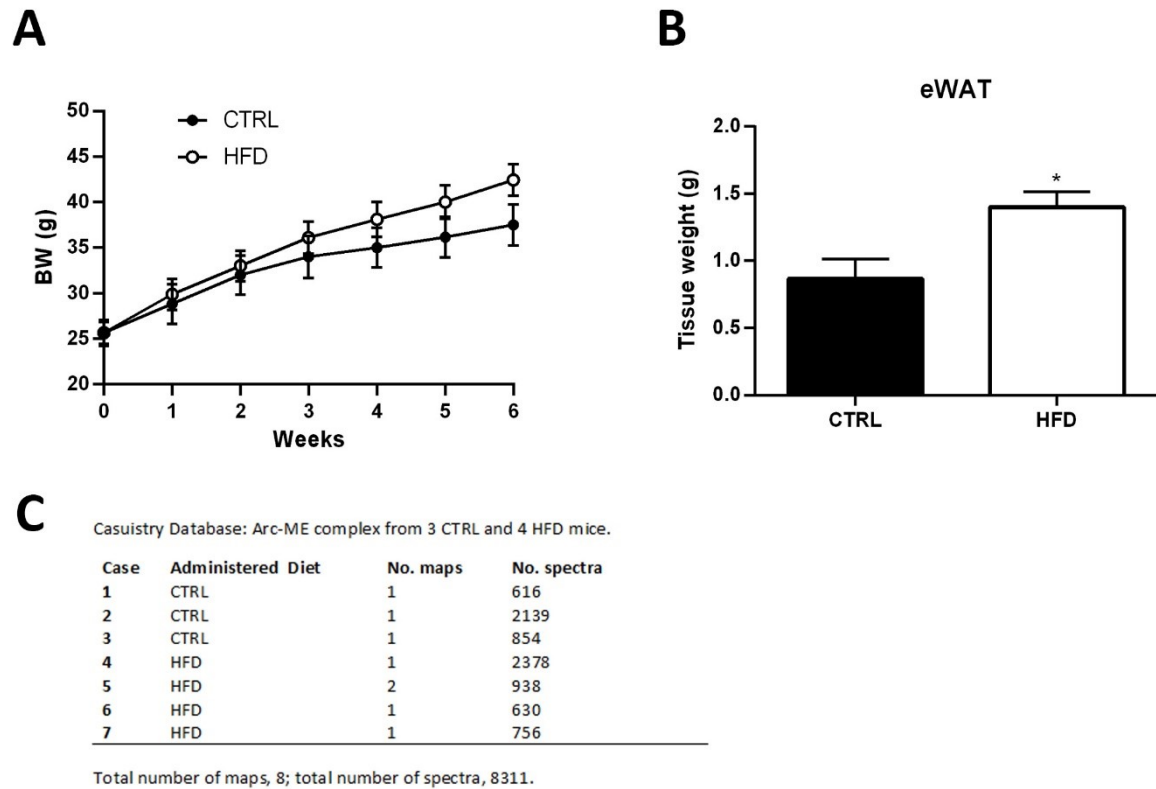 A
CTRL
HFD
50
45
40
35
30
25
20
BW (g)
0 1 2 3 4 5 6
Weeks
B
eWAT
2.0
1.5
1.0
0.5
0.0
Tissue weight (g)
*
CTRL HFD
C
Casuistry Database: Arc-ME complex from 3 CTRL and 4 HFD mice.
Case Administered Diet No. maps No. spectra
1 CTRL 1 616
2 CTRL 1 2139
3 CTRL 1 854
4 HFD 1 2378
5 HFD 2 938
6 HFD 1 630
7 HFD 1 756
Total number of maps, 8; total number of spectra, 8311.